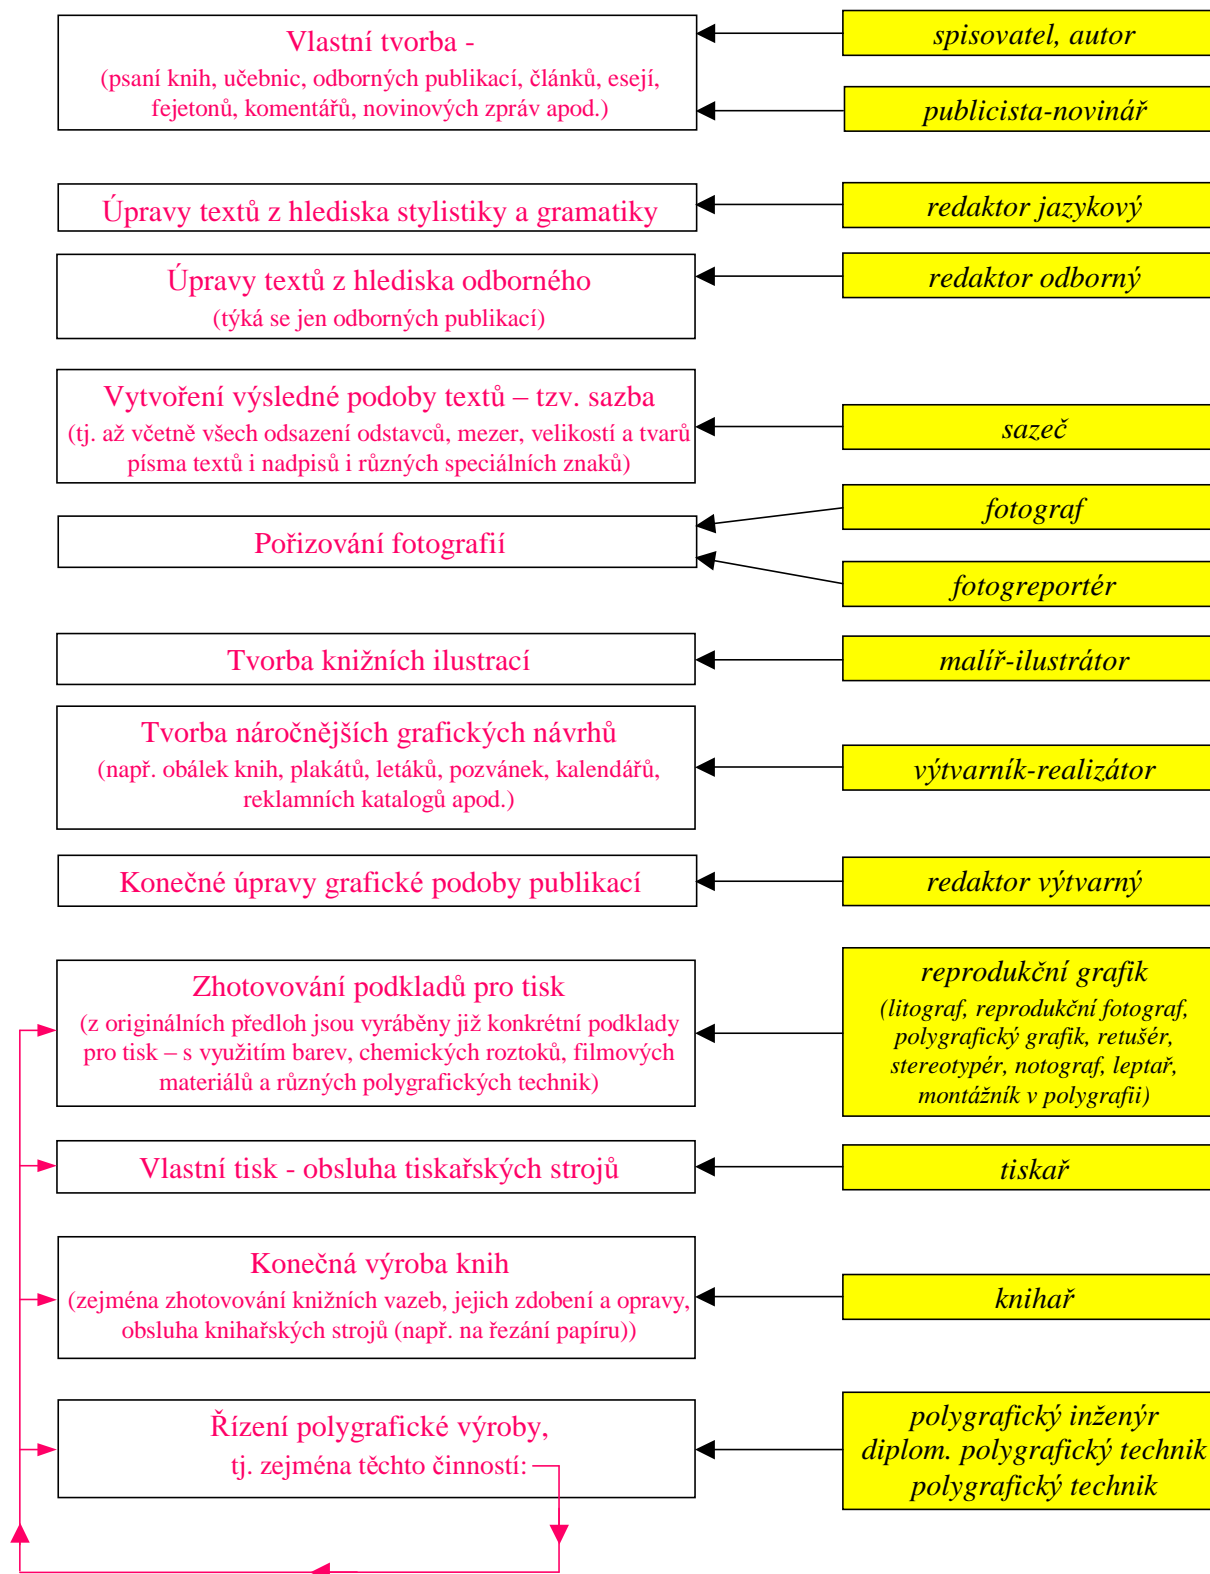 Vlastní tvorba -
(psaní knih, učebnic, odborných publikací, článků, esejí,
fejetonů, komentářů, novinových zpráv apod.)
spisovatel, autor
publicista-novinář
Úpravy textů z hlediska stylistiky a gramatiky
redaktor jazykový
Úpravy textů z hlediska odborného
(týká se jen odborných publikací)
redaktor odborný
Vytvoření výsledné podoby textů – tzv. sazba
(tj. až včetně všech odsazení odstavců, mezer, velikostí a tvarů
písma textů i nadpisů i různých speciálních znaků)
sazeč
Pořizování fotografií
fotograf
fotogreportér
Tvorba knižních ilustrací
malíř-ilustrátor
Tvorba náročnějších grafických návrhů
(např. obálek knih, plakátů, letáků, pozvánek, kalendářů,
reklamních katalogů apod.)
výtvarník-realizátor
Konečné úpravy grafické podoby publikací
redaktor výtvarný
Zhotovování podkladů pro tisk
(z originálních předloh jsou vyráběny již konkrétní podklady
pro tisk – s využitím barev, chemických roztoků, filmových
materiálů a různých polygrafických technik)
reprodukční grafik
(litograf, reprodukční fotograf,
polygrafický grafik, retušér,
stereotypér, notograf, leptař,
montážník v polygrafii)
Vlastní tisk - obsluha tiskařských strojů
tiskař
Konečná výroba knih
(zejména zhotovování knižních vazeb, jejich zdobení a opravy,
obsluha knihařských strojů (např. na řezání papíru))
knihař
Řízení polygrafické výroby,
tj. zejména těchto činností:
polygrafický inženýr
diplom. polygrafický technik
polygrafický technik